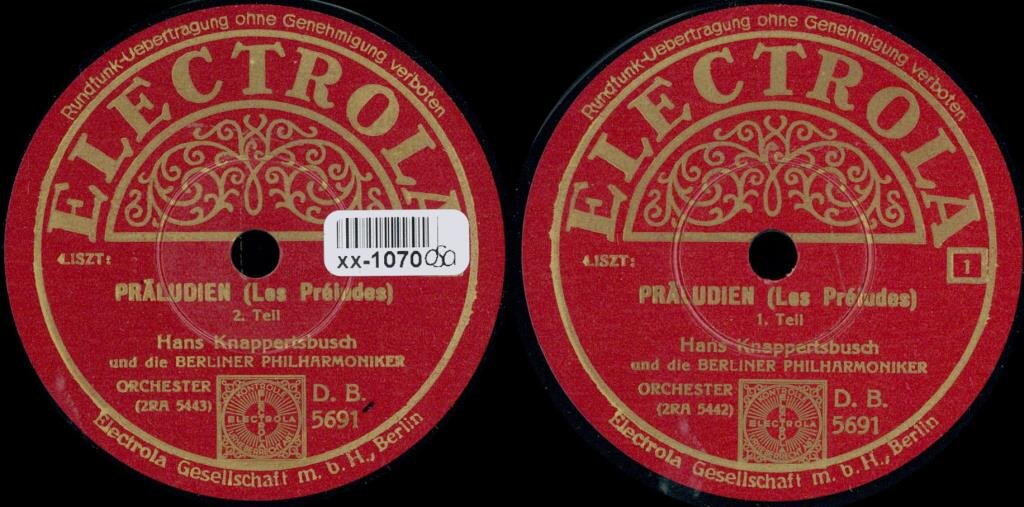 Rundfunk-Uebertragung ohne Genehmigung verboten
ELECTROLA
xx-1070 
LISZT:
PRÄLUDIEN (Les Préludes)
2. Teil
Hans Knappertsbusch
und die BERLINER PHILHARMONIKER
ORCHESTER
(2RA 5443)
ELECTROLA
D. B.
5691
Electrola Gesellschaft m. b. H., Berlin
Rundfunk-Uebertragung ohne Genehmigung verboten
ELECTROLA
1
LISZT:
PRÄLUDIEN (Les Préludes)
1. Teil
Hans Knappertsbusch
und die BERLINER PHILHARMONIKER
ORCHESTER
(2RA 5442)
ELECTROLA
D. B.
5691
Electrola Gesellschaft m. b. H., Berlin